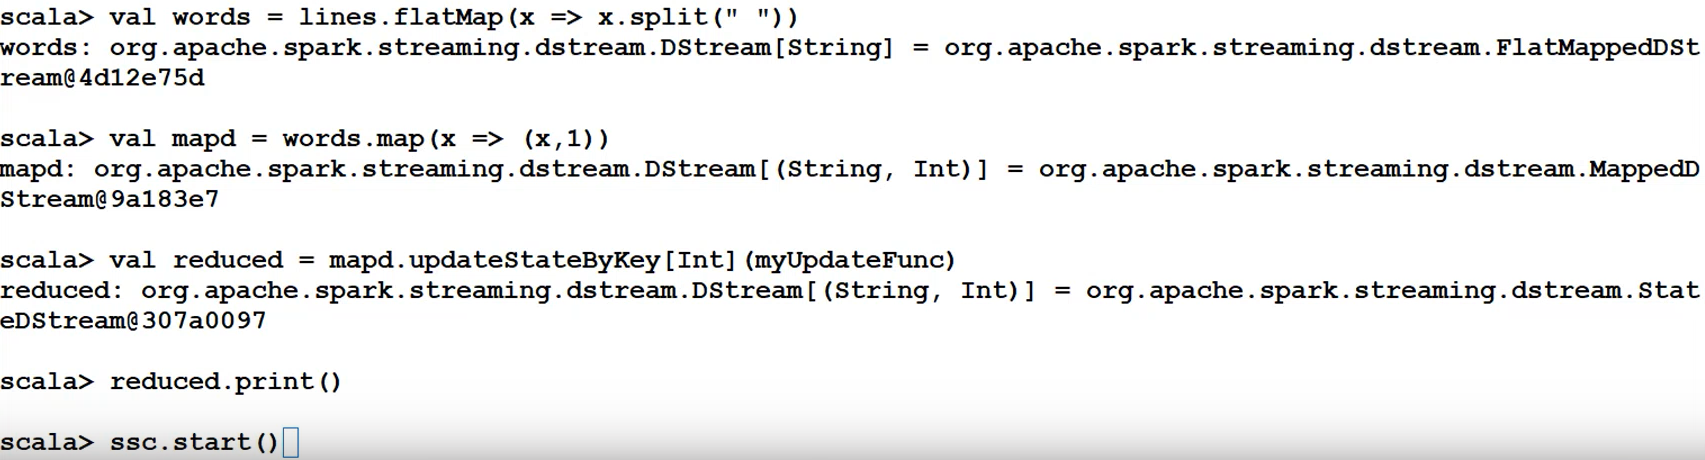 scala> val words = lines.flatMap(x => x.split(" "))
words: org.apache.spark.streaming.dstream.DStream[String] = org.apache.spark.streaming.dstream.FlatMappedDSt
ream@4d12e75d
scala> val mapd = words.map(x => (x,1))
mapd: org.apache.spark.streaming.dstream.DStream[(String, Int)] = org.apache.spark.streaming.dstream.MappedD
Stream@9a183e7
scala> val reduced = mapd.updateStateByKey[Int](myUpdateFunc)
reduced: org.apache.spark.streaming.dstream.DStream[(String, Int)] = org.apache.spark.streaming.dstream.Stat
eDStream@307a0097
scala> reduced.print()
scala> ssc.start()